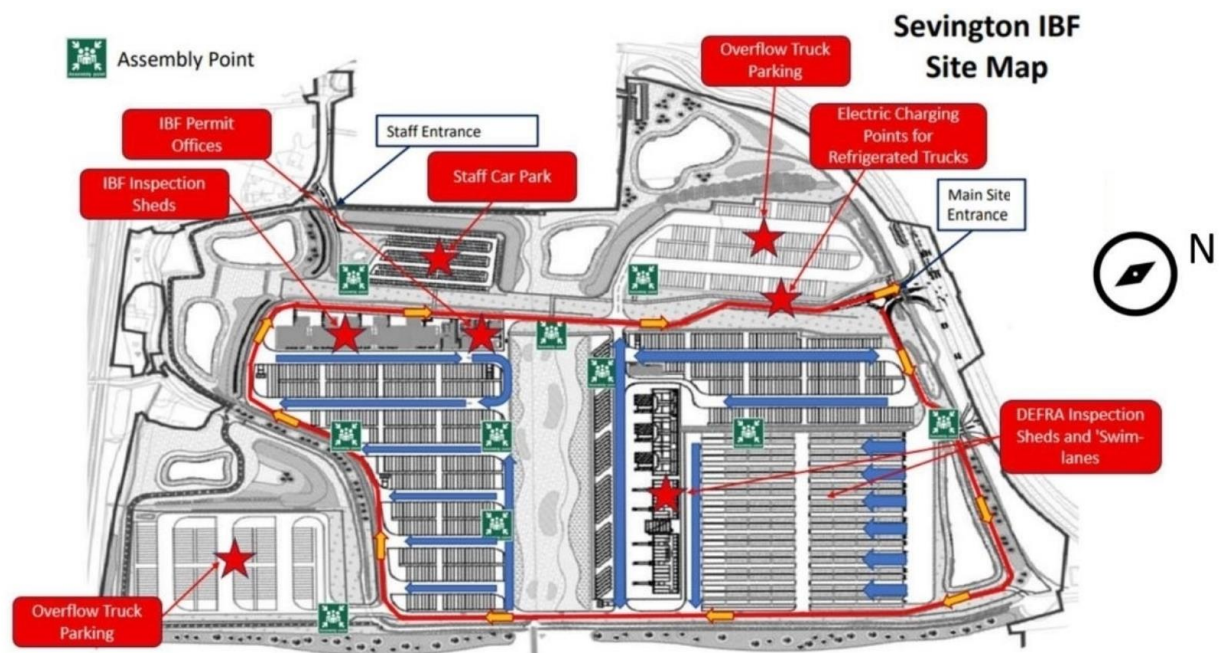 Sevington IBF
Site Map
Assembly Point
Overflow Truck
Parking
IBF Permit
Offices
Staff Entrance
Electric Charging
Points for
Refrigerated Trucks
IBF Inspection
Sheds
Staff Car Park
Main Site
Entrance
N
DEFRA Inspection
Sheds and 'Swim-
lanes
Overflow Truck
Parking